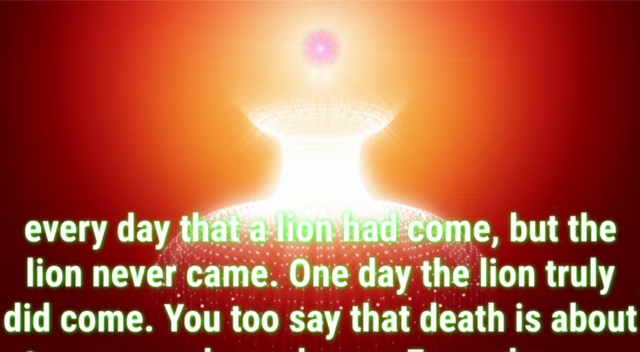 every day that a lion had come, but the
lion never came. One day the lion truly
did come. You too say that death is about